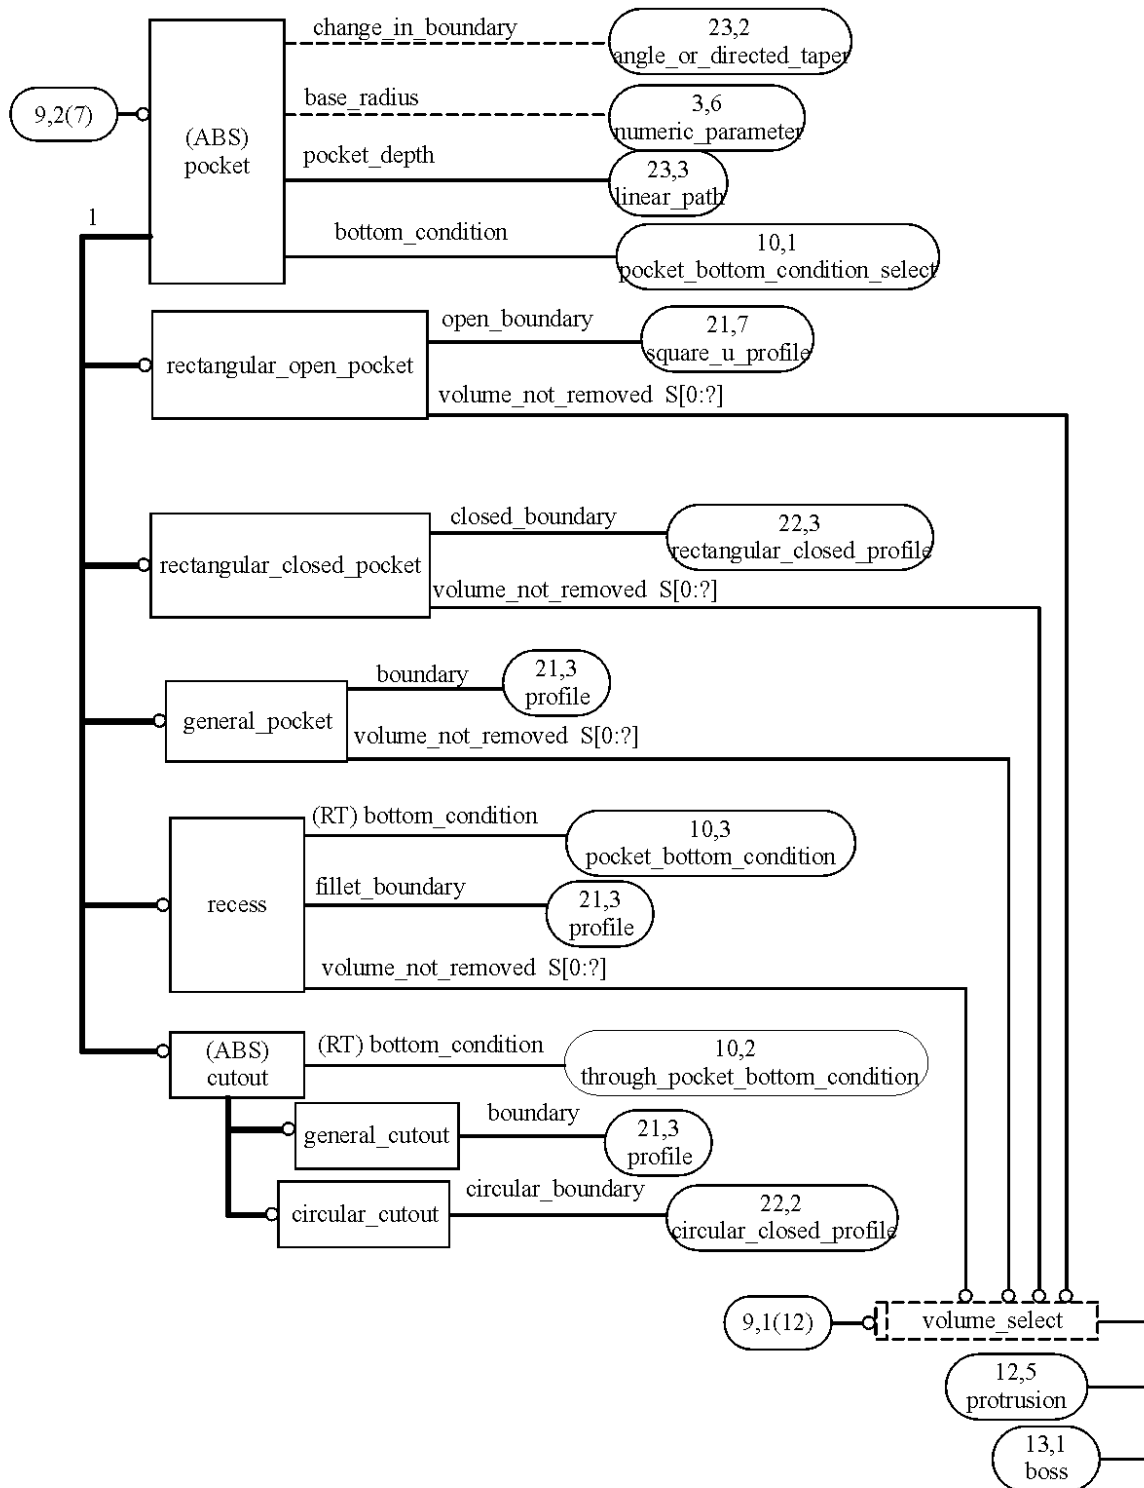 change_in_boundary
23,2
angle_or_directed_taper
9,2(7)
(ABS)
pocket
base_radius
3,6
numeric_parameter
pocket_depth
23,3
linear_path
1
bottom_condition
10,1
pocket_bottom_condition_select
rectangular_open_pocket
open_boundary
21,7
square_u_profile
volume_not_removed S[0:?]
rectangular_closed_pocket
closed_boundary
22,3
rectangular_closed_profile
volume_not_removed S[0:?]
general_pocket
boundary
21,3
profile
volume_not_removed S[0:?]
recess
(RT) bottom_condition
10,3
pocket_bottom_condition
fillet_boundary
21,3
profile
volume_not_removed S[0:?]
(ABS)
cutout
(RT) bottom_condition
10,2
through_pocket_bottom_condition
general_cutout
boundary
21,3
profile
circular_cutout
circular_boundary
22,2
circular_closed_profile
9,1(12)
volume_select
12,5
protrusion
13,1
boss